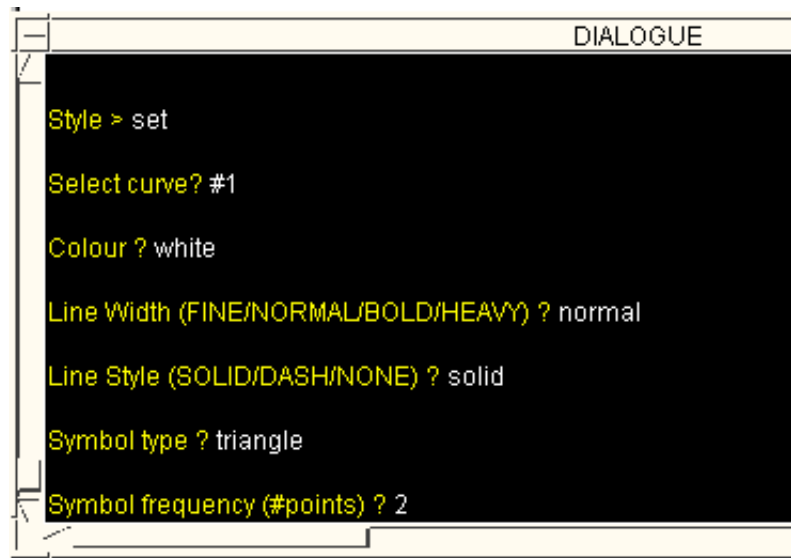 DIALOGUE
Style > set
Select curve? #1
Colour ? white
Line Width (FINE/NORMAL/BOLD/HEAVY) ? normal
Line Style (SOLID/DASH/NONE) ? solid
Symbol type ? triangle
Symbol frequency (#points) ? 2